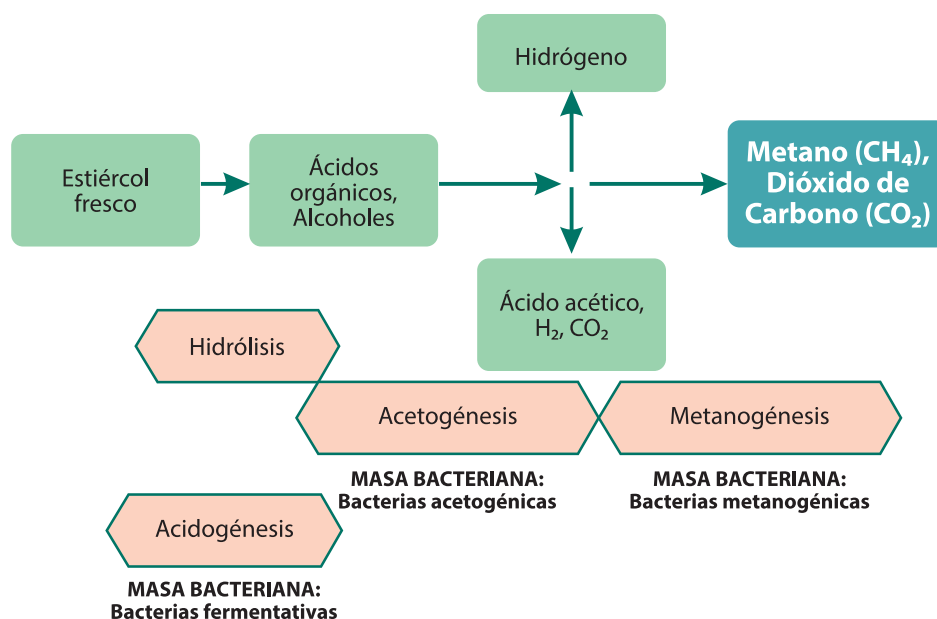 Hidrógeno
Estiércol
fresco
Ácidos
orgánicos,
Alcoholes
Metano (CH₄),
Dióxido de
Carbono (CO₂)
Ácido acético,
H₂, CO₂
Hidrólisis
Acetogénesis
Metanogénesis
MASA BACTERIANA:
Bacterias acetogénicas
MASA BACTERIANA:
Bacterias metanogénicas
Acidogénesis
MASA BACTERIANA:
Bacterias fermentativas